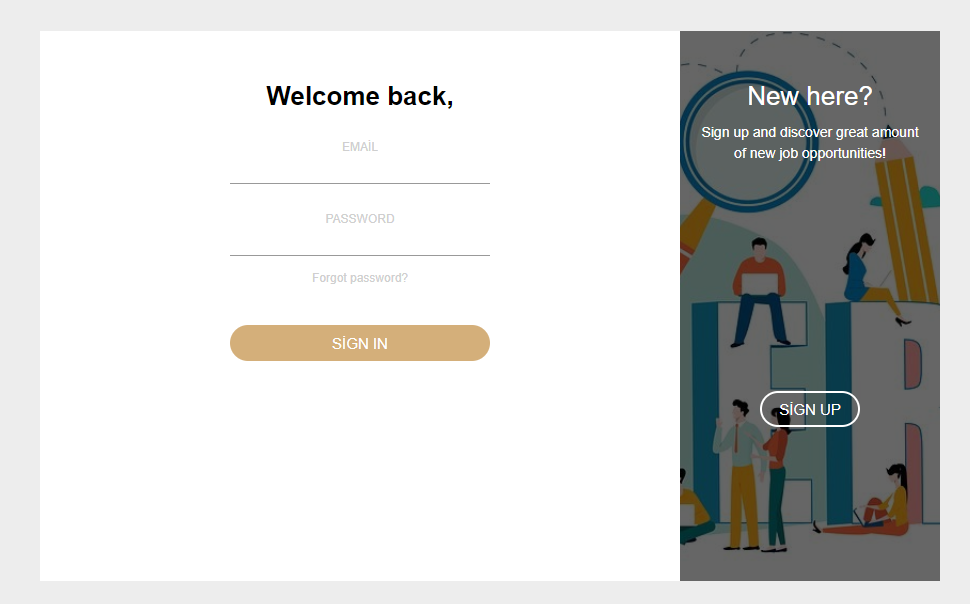 Welcome back,
EMAİL
PASSWORD
Forgot password?
SİGN IN
New here?
Sign up and discover great amount
of new job opportunities!
ER
SİGN UP